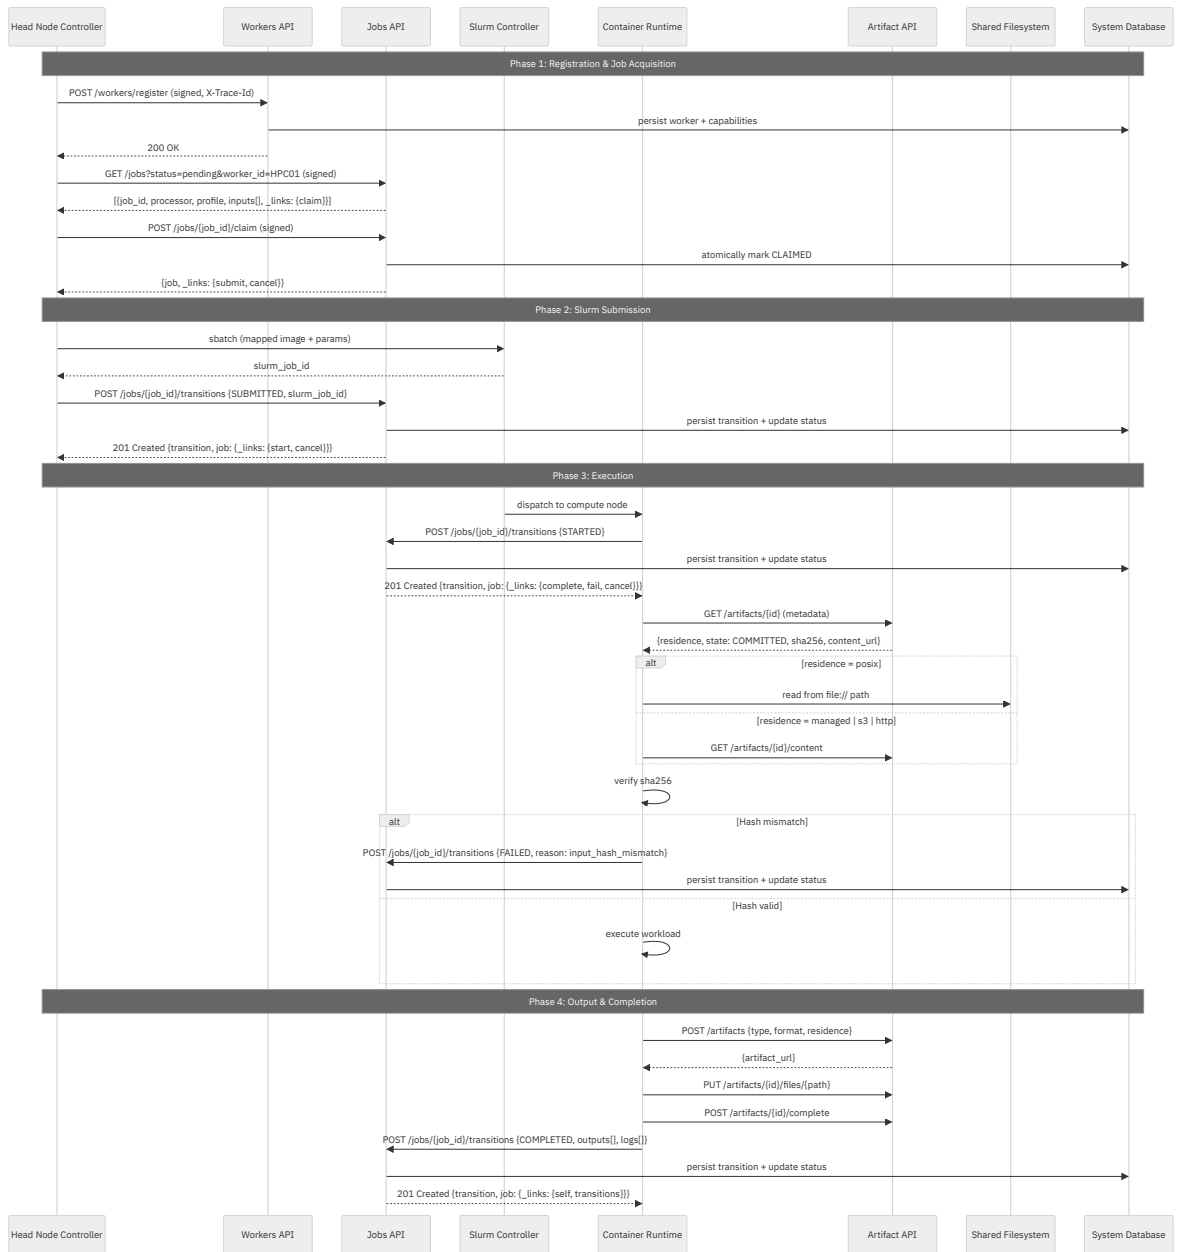 Head Node Controller
Workers API
Jobs API
Slurm Controller
Container Runtime
Artifact API
Shared Filesystem
System Database
Phase 1: Registration & Job Acquisition
POST /workers/register (signed, X-Trace-Id)
persist worker + capabilities
200 OK
GET /jobs?status=pending&worker_id=HPC01 (signed)
[{job_id, processor, profile, inputs[], _links: {claim}}]
POST /jobs/{job_id}/claim (signed)
atomically mark CLAIMED
{job, _links: {submit, cancel}}
Phase 2: Slurm Submission
sbatch (mapped image + params)
slurm_job_id
POST /jobs/{job_id}/transitions {SUBMITTED, slurm_job_id}
persist transition + update status
201 Created {transition, job: {_links: {start, cancel}}}
Phase 3: Execution
dispatch to compute node
POST /jobs/{job_id}/transitions {STARTED}
persist transition + update status
201 Created {transition, job: {_links: {complete, fail, cancel}}}
GET /artifacts/{id} (metadata)
{residence, state: COMMITTED, sha256, content_url}
alt
[residence = posix]
read from file:// path
[residence = managed | s3 | http]
GET /artifacts/{id}/content
verify sha256
alt
[Hash mismatch]
POST /jobs/{job_id}/transitions {FAILED, reason: input_hash_mismatch}
persist transition + update status
[Hash valid]
execute workload
Phase 4: Output & Completion
POST /artifacts {type, format, residence}
{artifact_url}
PUT /artifacts/{id}/files/{path}
POST /artifacts/{id}/complete
POST /jobs/{job_id}/transitions {COMPLETED, outputs[], logs[]}
persist transition + update status
201 Created {transition, job: {_links: {self, transitions}}}
Head Node Controller
Workers API
Jobs API
Slurm Controller
Container Runtime
Artifact API
Shared Filesystem
System Database